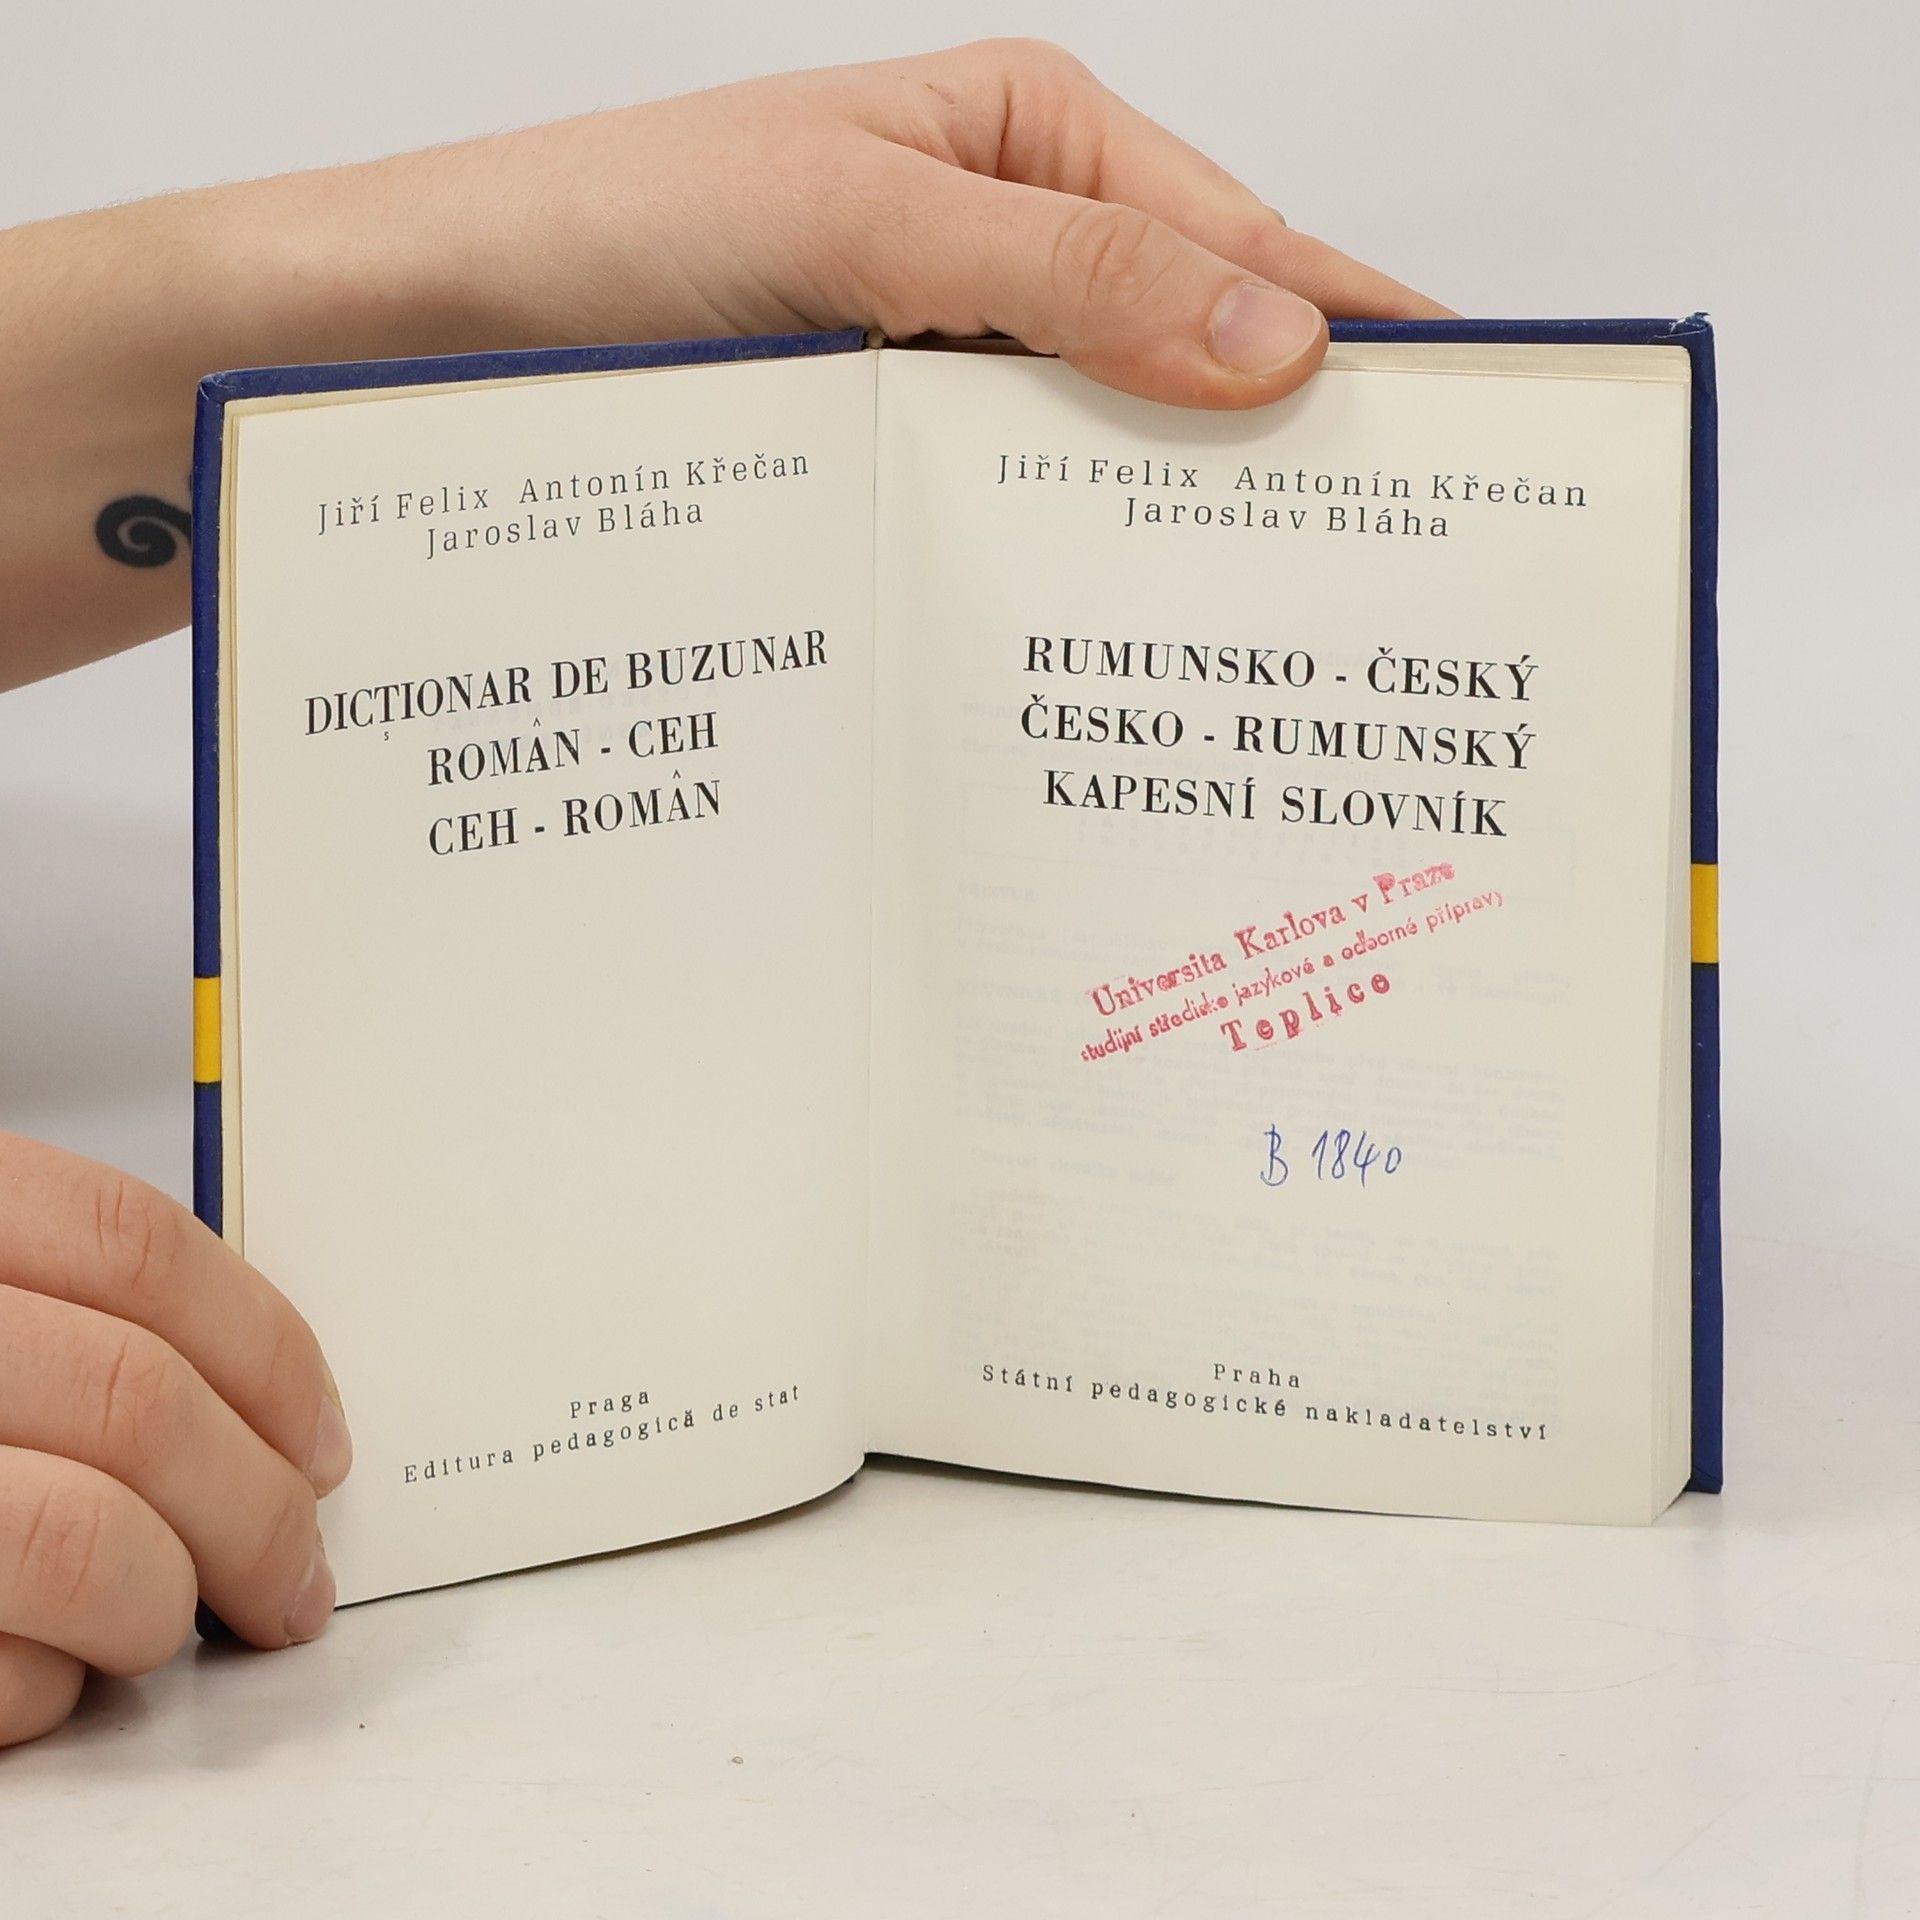 Jiří Felix Antonín Křečan
Jaroslav Bláha
DICȚIONAR DE BUZUNAR
ROMÂN - CEH
CEH - ROMÂN
Praga
Editura pedagogică de stat
Jiří Felix Antonín Křečan
Jaroslav Bláha
RUMUNSKO - ČESKÝ
ČESKO - RUMUNSKÝ
KAPESNÍ SLOVNÍK
Universita Karlova v Praze
studijní středisko jazykové a odborné přípravy
Teplice
B 1840
Praha
Státní pedagogické nakladatelství